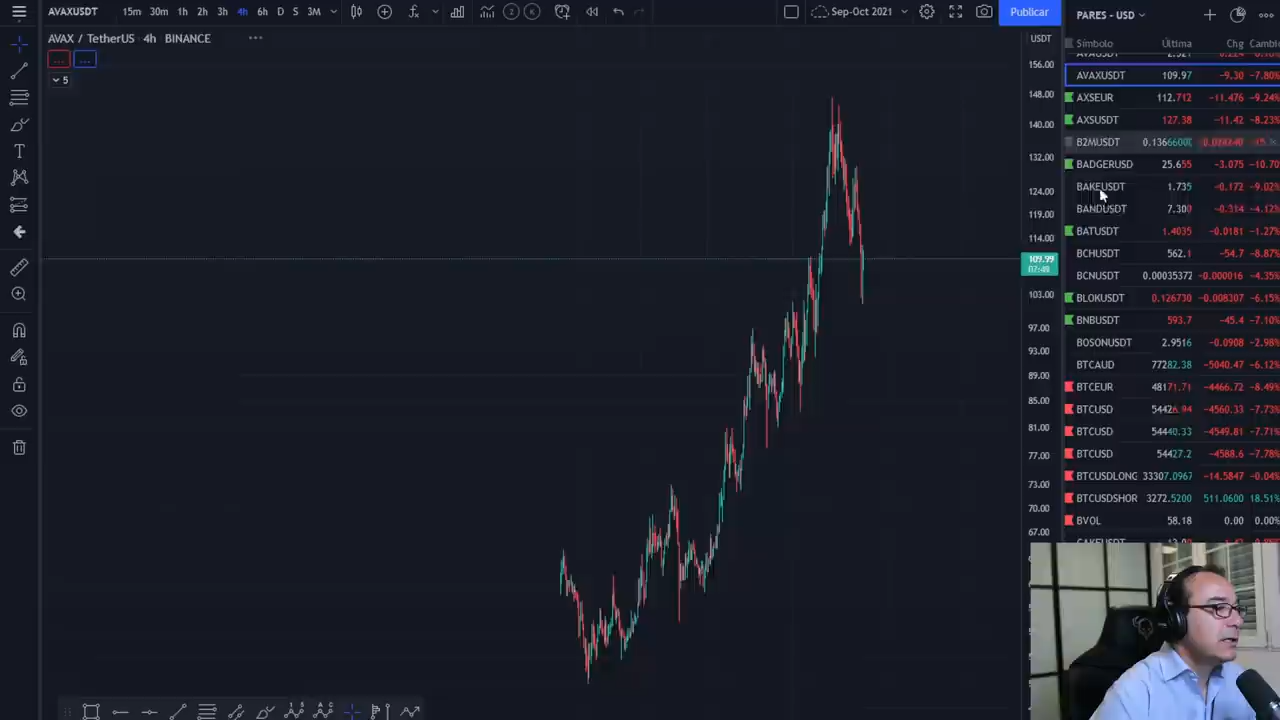 AVAXUSDT 15m 30m 1h 2h 3h 4h 6h D S 3M Sep-Oct 2021 Publicar
AVAX / TetherUS · 4h BINANCE
5
USDT
156.00
148.00
140.00
132.00
124.00
119.00
114.00
109.99
07:49
103.00
97.00
93.00
89.00
85.00
81.00
77.00
73.00
70.00
67.00
PARES - USD
Símbolo Última Chg Cambi
AVAXUSDT 109.97 -9.30 -7.80%
AXSEUR 112.712 -11.476 -9.24%
AXSUSDT 127.38 -11.42 -8.23%
B2MUSDT 0.1366600
BADGERUSD 25.655 -3.075 -10.70
BAKEUSDT 1.735 -0.172 -9.02%
BANDUSDT 7.300 -0.314 -4.12%
BATUSDT 1.4035 -0.0181 -1.27%
BCHUSDT 562.1 -54.7 -8.87%
BCNUSDT 0.00035372 -0.000016 -4.35%
BLOKUSDT 0.126730 -0.008307 -6.15%
BNBUSDT 593.7 -45.4 -7.10%
BOSONUSDT 2.9516 -0.0908 -2.98%
BTCAUD 77282.38 -5040.47 -6.12%
BTCEUR 48171.71 -4466.72 -8.49%
BTCUSD 54426.94 -4560.33 -7.73%
BTCUSD 54440.33 -4549.81 -7.71%
BTCUSD 54427.2 -4588.6 -7.78%
BTCUSDLONG 33307.0967 -14.5847 -0.04%
BTCUSDSHOR 3272.5200 511.0600 18.51%
BVOL 58.18 0.00 0.00%